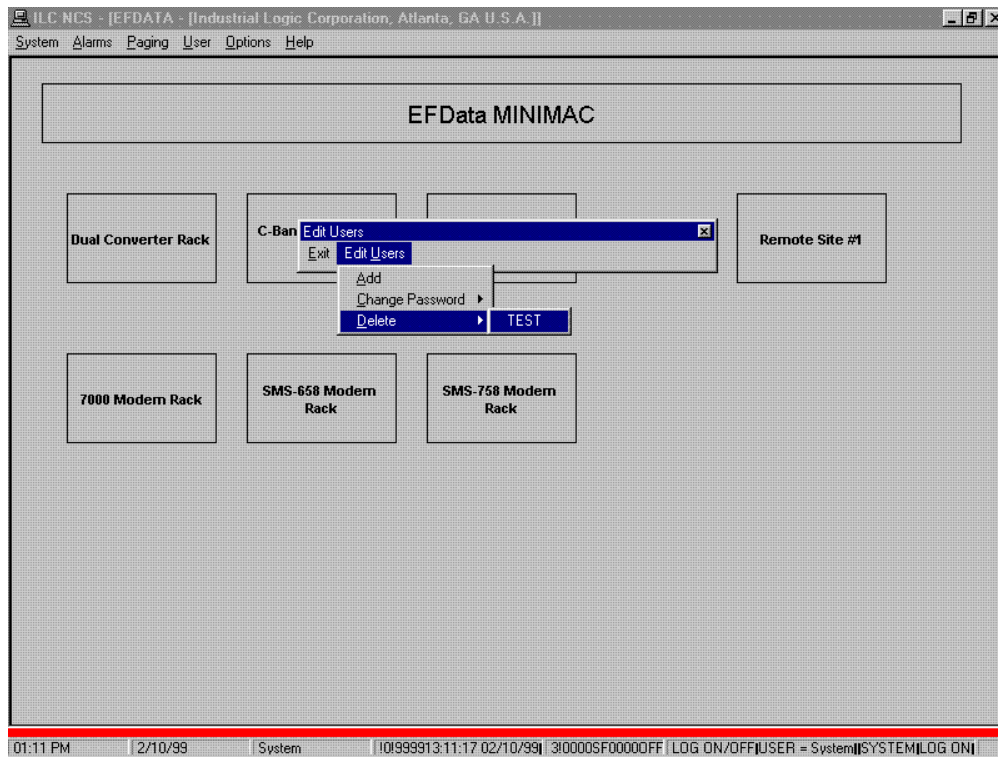 ILC NCS - [EFDATA - [Industrial Logic Corporation, Atlanta, GA U.S.A.]]
System Alarms Paging User Options Help
EFData MINIMAC
Dual Converter Rack
C-Ban
Remote Site #1
Edit Users
Exit Edit Users
Add
Change Password
Delete
TEST
7000 Modem Rack
SMS-658 Modem
Rack
SMS-758 Modem
Rack
01:11 PM 2/10/99 System !0!999913:11:17 02/10/99| 3!0000SF00000FF LOG ON/OFF|USER = System||SYSTEM|LOG ON|